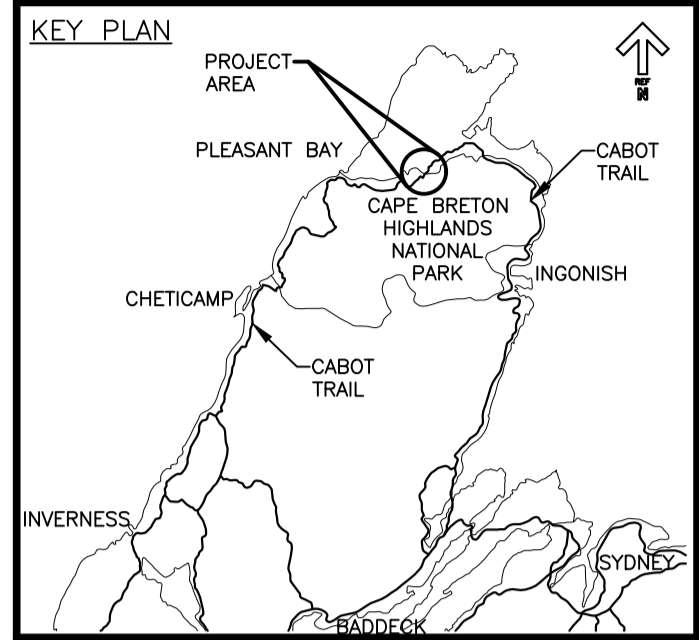 KEY PLAN
PROJECT
AREA
REF
N
PLEASANT BAY
CABOT
TRAIL
CAPE BRETON
HIGHLANDS
NATIONAL
PARK
INGONISH
CHETICAMP
CABOT
TRAIL
INVERNESS
SYDNEY
BADDECK